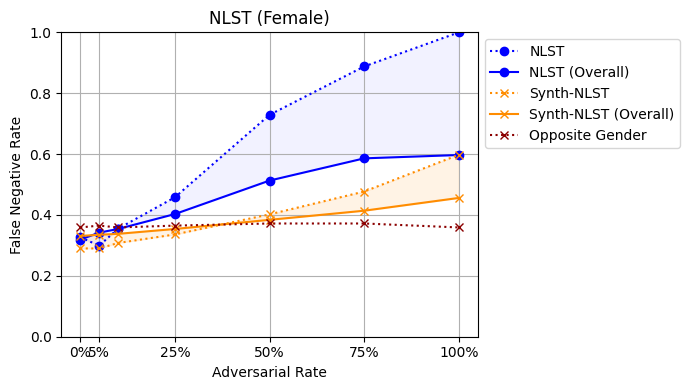 NLST (Female)
1.0
0.8
0.6
0.4
0.2
0.0
False Negative Rate
0% 5% 25% 50% 75% 100%
Adversarial Rate
NLST
NLST (Overall)
Synth-NLST
Synth-NLST (Overall)
Opposite Gender